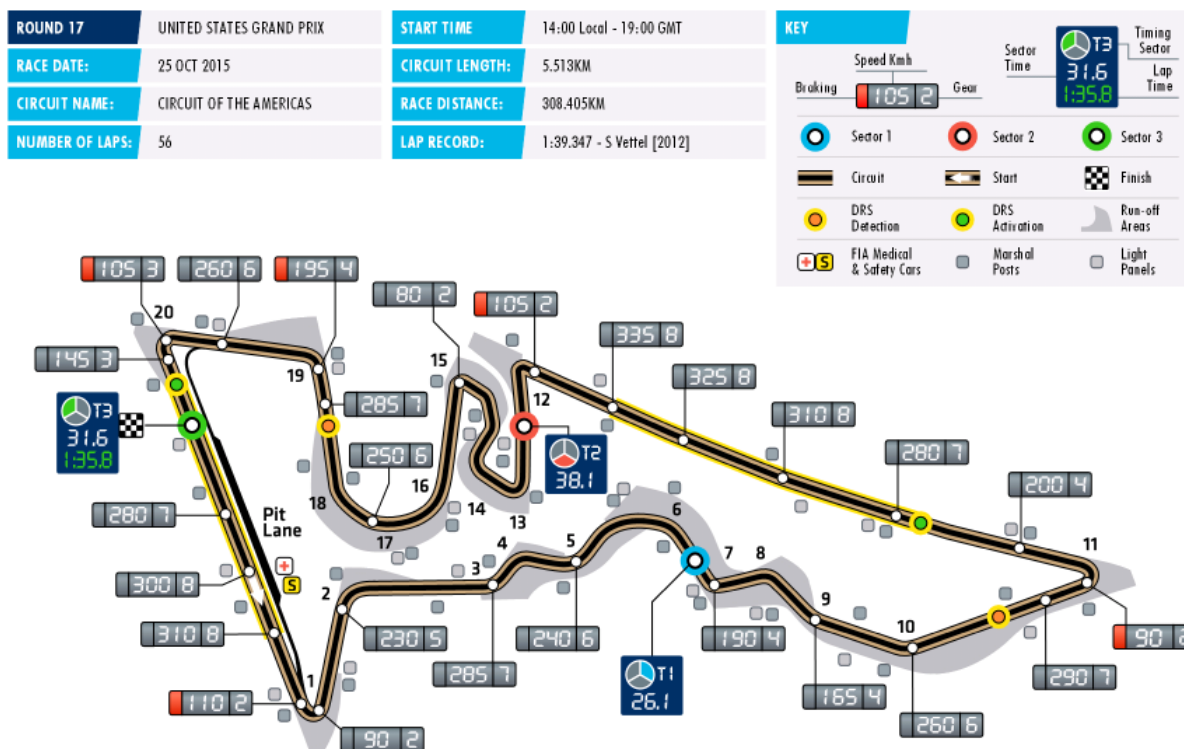 ROUND 17
UNITED STATES GRAND PRIX
RACE DATE:
25 OCT 2015
CIRCUIT NAME:
CIRCUIT OF THE AMERICAS
NUMBER OF LAPS:
56
START TIME
14:00 Local - 19:00 GMT
CIRCUIT LENGTH:
5.513KM
RACE DISTANCE:
308.405KM
LAP RECORD:
1:39.347 - S Vettel [2012]
KEY
Speed Kmh
Braking
105 2
Gear
Sector
Time
T3
31.6
1:35.8
Timing
Sector
Lap
Time
Sector 1
Sector 2
Sector 3
Circuit
Start
Finish
DRS
Detection
DRS
Activation
Run-off
Areas
S
FIA Medical
& Safety Cars
Marshal
Posts
Light
Panels
105 3
260 6
195 4
80 2
105 2
335 8
20
145 3
19
15
12
325 8
285 7
310 8
T3
31.6
1:35.8
250 6
T2
38.1
280 7
18
16
14
13
17
200 4
280 7
Pit
Lane
6
4
5
11
300 8
S
3
7
8
2
9
310 8
230 5
240 6
190 4
10
90 2
285 7
T1
26.1
165 4
290 7
1
110 2
260 6
90 2